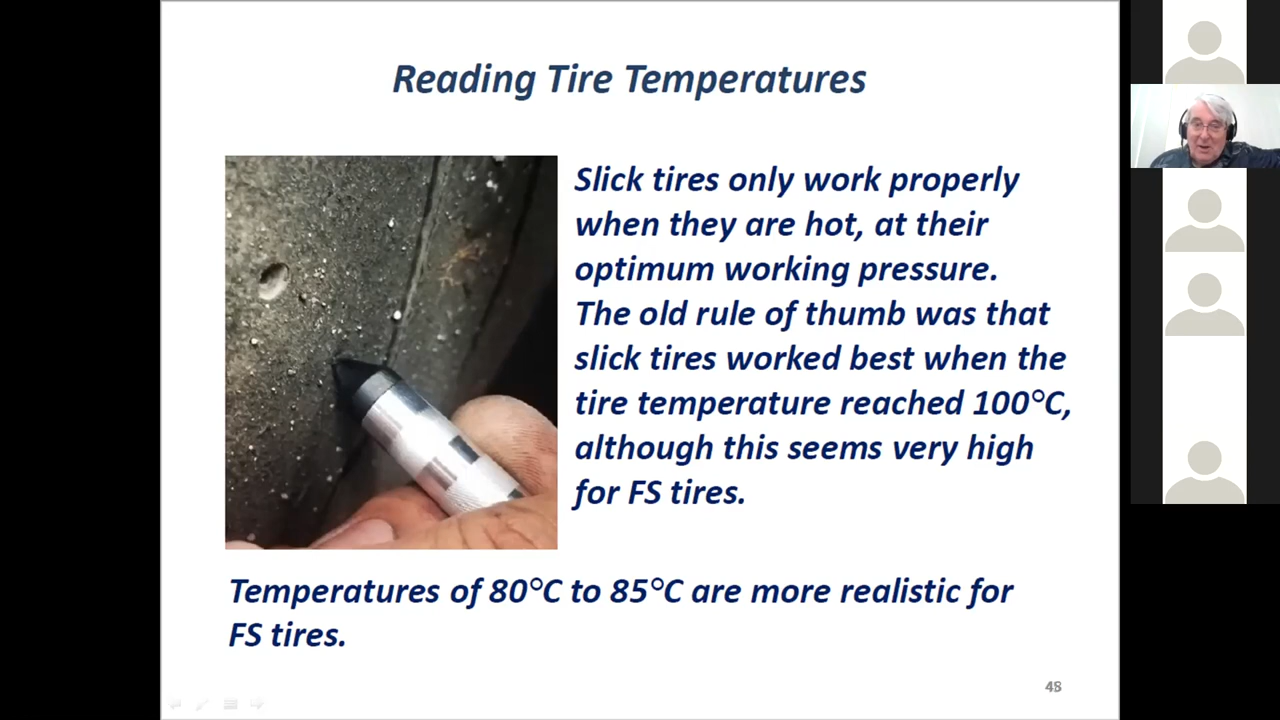 Reading Tire Temperatures
Slick tires only work properly
when they are hot, at their
optimum working pressure.
The old rule of thumb was that
slick tires worked best when the
tire temperature reached 100°C,
although this seems very high
for FS tires.
Temperatures of 80°C to 85°C are more realistic for
FS tires.